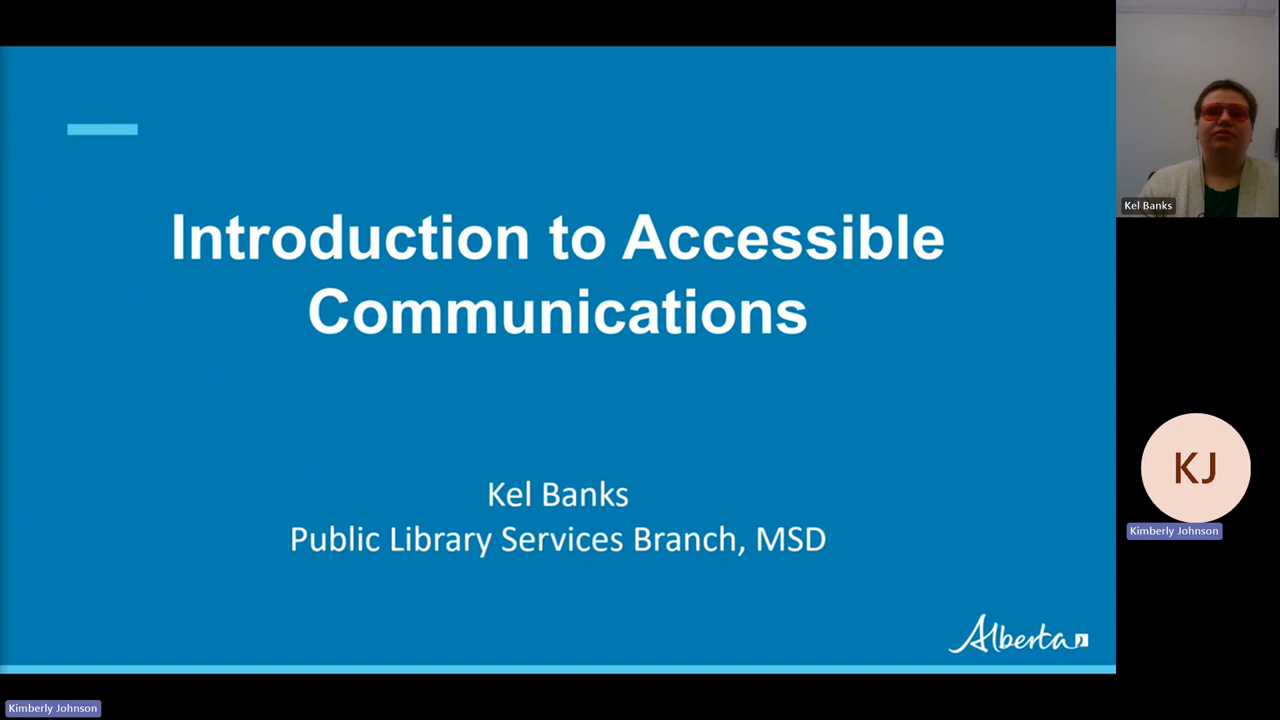 Introduction to Accessible
Communications
Kel Banks
Public Library Services Branch, MSD
Alberta
Kel Banks
KJ
Kimberly Johnson
Kimberly Johnson